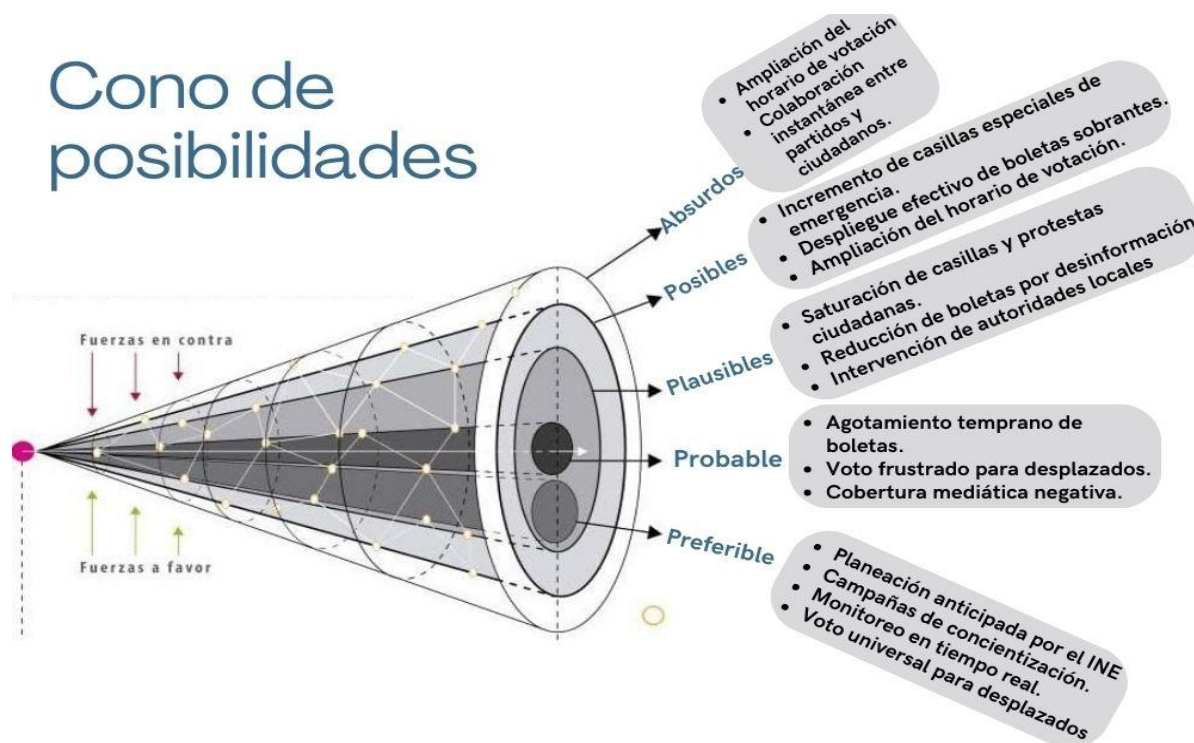 Cono de
posibilidades
• Ampliación del
horario de votación
• Colaboración
instantánea entre
partidos y
ciudadanos.
Absurdos
• Incremento de casillas especiales de
emergencia.
• Despliegue efectivo de boletas sobrantes.
• Ampliación del horario de votación.
Posibles
• Saturación de casillas y protestas
ciudadanas.
• Reducción de boletas por desinformación
• Intervención de autoridades locales
Plausibles
Fuerzas en contra
• Agotamiento temprano de
boletas.
• Voto frustrado para desplazados.
• Cobertura mediática negativa.
Probable
Preferible
Fuerzas a favor
• Planeación anticipada por el INE
• Campañas de concientización.
• Monitoreo en tiempo real.
• Voto universal para desplazados